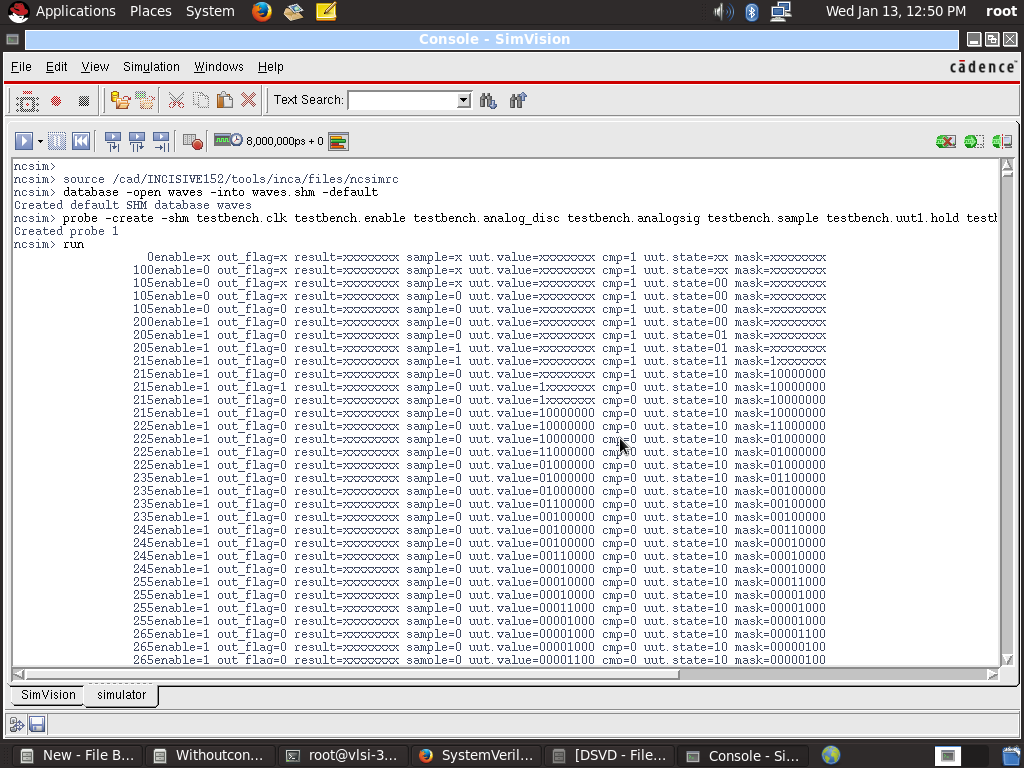 Applications Places System Wed Jan 13, 12:50 PM root
Console - SimVision
File Edit View Simulation Windows Help cādence
Text Search:
8,000,000ps + 0
ncsim>
ncsim> source /cad/INCISIVE152/tools/inca/files/ncsimrc
ncsim> database -open waves -into waves.shm -default
Created default SHM database waves
ncsim> probe -create -shm testbench.clk testbench.enable testbench.analog_disc testbench.analogsig testbench.sample testbench.uut1.hold testb
Created probe 1
ncsim> run
0enable=x out_flag=x result=xxxxxxxx sample=x uut.value=xxxxxxxx cmp=1 uut.state=xx mask=xxxxxxxx
100enable=0 out_flag=x result=xxxxxxxx sample=x uut.value=xxxxxxxx cmp=1 uut.state=xx mask=xxxxxxxx
105enable=0 out_flag=x result=xxxxxxxx sample=x uut.value=xxxxxxxx cmp=1 uut.state=00 mask=xxxxxxxx
105enable=0 out_flag=x result=xxxxxxxx sample=0 uut.value=xxxxxxxx cmp=1 uut.state=00 mask=xxxxxxxx
105enable=0 out_flag=0 result=xxxxxxxx sample=0 uut.value=xxxxxxxx cmp=1 uut.state=00 mask=xxxxxxxx
200enable=1 out_flag=0 result=xxxxxxxx sample=0 uut.value=xxxxxxxx cmp=1 uut.state=00 mask=xxxxxxxx
205enable=1 out_flag=0 result=xxxxxxxx sample=0 uut.value=xxxxxxxx cmp=1 uut.state=01 mask=xxxxxxxx
205enable=1 out_flag=0 result=xxxxxxxx sample=1 uut.value=xxxxxxxx cmp=1 uut.state=01 mask=xxxxxxxx
215enable=1 out_flag=0 result=xxxxxxxx sample=1 uut.value=xxxxxxxx cmp=1 uut.state=11 mask=1xxxxxxx
215enable=1 out_flag=0 result=xxxxxxxx sample=0 uut.value=xxxxxxxx cmp=1 uut.state=10 mask=10000000
215enable=1 out_flag=1 result=xxxxxxxx sample=0 uut.value=1xxxxxxx cmp=0 uut.state=10 mask=10000000
215enable=1 out_flag=0 result=xxxxxxxx sample=0 uut.value=1xxxxxxx cmp=0 uut.state=10 mask=10000000
215enable=1 out_flag=0 result=xxxxxxxx sample=0 uut.value=10000000 cmp=0 uut.state=10 mask=10000000
225enable=1 out_flag=0 result=xxxxxxxx sample=0 uut.value=10000000 cmp=0 uut.state=10 mask=11000000
225enable=1 out_flag=0 result=xxxxxxxx sample=0 uut.value=10000000 cmp=0 uut.state=10 mask=01000000
225enable=1 out_flag=0 result=xxxxxxxx sample=0 uut.value=11000000 cmp=0 uut.state=10 mask=01000000
225enable=1 out_flag=0 result=xxxxxxxx sample=0 uut.value=01000000 cmp=0 uut.state=10 mask=01000000
235enable=1 out_flag=0 result=xxxxxxxx sample=0 uut.value=01000000 cmp=0 uut.state=10 mask=01100000
235enable=1 out_flag=0 result=xxxxxxxx sample=0 uut.value=01000000 cmp=0 uut.state=10 mask=00100000
235enable=1 out_flag=0 result=xxxxxxxx sample=0 uut.value=01100000 cmp=0 uut.state=10 mask=00100000
235enable=1 out_flag=0 result=xxxxxxxx sample=0 uut.value=00100000 cmp=0 uut.state=10 mask=00100000
245enable=1 out_flag=0 result=xxxxxxxx sample=0 uut.value=00100000 cmp=0 uut.state=10 mask=00110000
245enable=1 out_flag=0 result=xxxxxxxx sample=0 uut.value=00100000 cmp=0 uut.state=10 mask=00010000
245enable=1 out_flag=0 result=xxxxxxxx sample=0 uut.value=00110000 cmp=0 uut.state=10 mask=00010000
245enable=1 out_flag=0 result=xxxxxxxx sample=0 uut.value=00010000 cmp=0 uut.state=10 mask=00010000
255enable=1 out_flag=0 result=xxxxxxxx sample=0 uut.value=00010000 cmp=0 uut.state=10 mask=00011000
255enable=1 out_flag=0 result=xxxxxxxx sample=0 uut.value=00010000 cmp=0 uut.state=10 mask=00001000
255enable=1 out_flag=0 result=xxxxxxxx sample=0 uut.value=00011000 cmp=0 uut.state=10 mask=00001000
255enable=1 out_flag=0 result=xxxxxxxx sample=0 uut.value=00001000 cmp=0 uut.state=10 mask=00001000
265enable=1 out_flag=0 result=xxxxxxxx sample=0 uut.value=00001000 cmp=0 uut.state=10 mask=00001100
265enable=1 out_flag=0 result=xxxxxxxx sample=0 uut.value=00001000 cmp=0 uut.state=10 mask=00000100
265enable=1 out_flag=0 result=xxxxxxxx sample=0 uut.value=00001100 cmp=0 uut.state=10 mask=00000100
SimVision simulator
New - File B... Withoutcon... root@vlsi-3... SystemVeril... [DSVD - File... Console - Si...